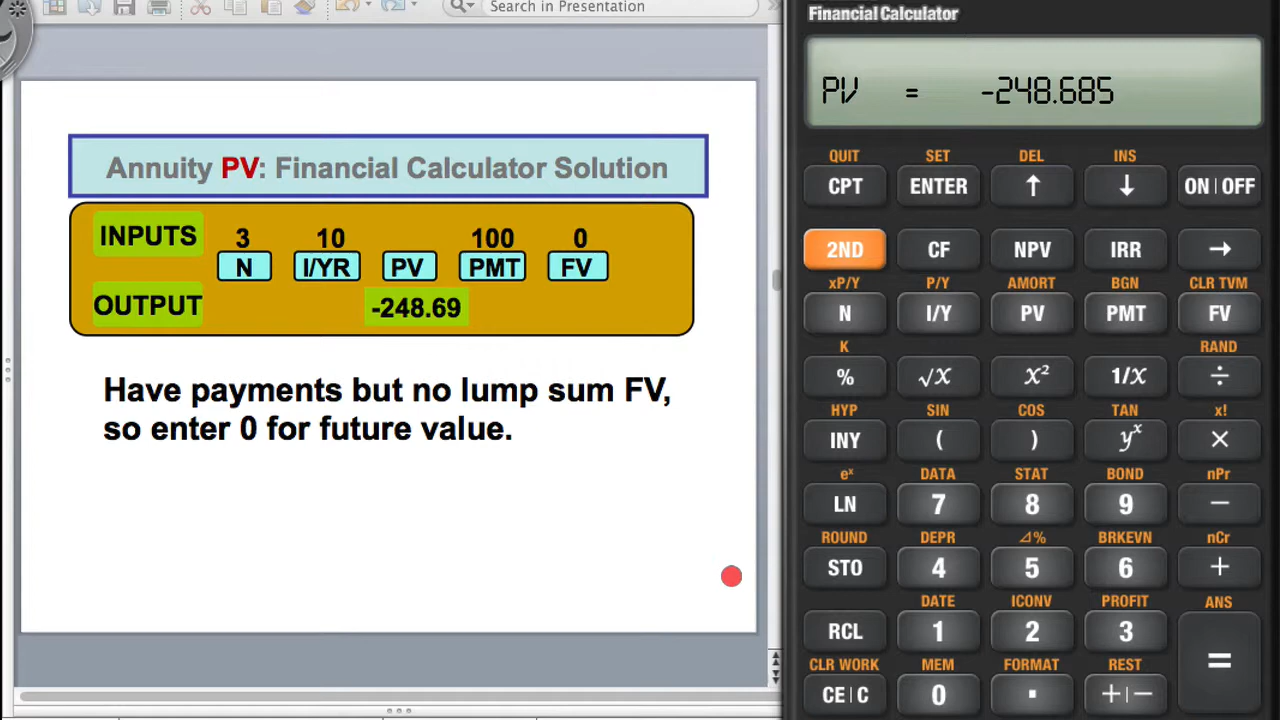 Search in Presentation
Annuity PV: Financial Calculator Solution
INPUTS 3 10 100 0
N I/YR PV PMT FV
OUTPUT -248.69
Have payments but no lump sum FV,
so enter 0 for future value.
Financial Calculator
PV = -248.685
QUIT SET DEL INS
CPT ENTER ↑ ↓ ON|OFF
2ND CF NPV IRR →
xP/Y P/Y AMORT BGN CLR TVM
N I/Y PV PMT FV
K RAND
% √X X² 1/X ÷
HYP SIN COS TAN x!
INY ( ) yˣ ×
eˣ DATA STAT BOND nPr
LN 7 8 9 −
ROUND DEPR ⊿% BRKEVN nCr
STO 4 5 6 +
DATE ICONV PROFIT ANS
RCL 1 2 3 =
CLR WORK MEM FORMAT REST
CE|C 0 . +|−